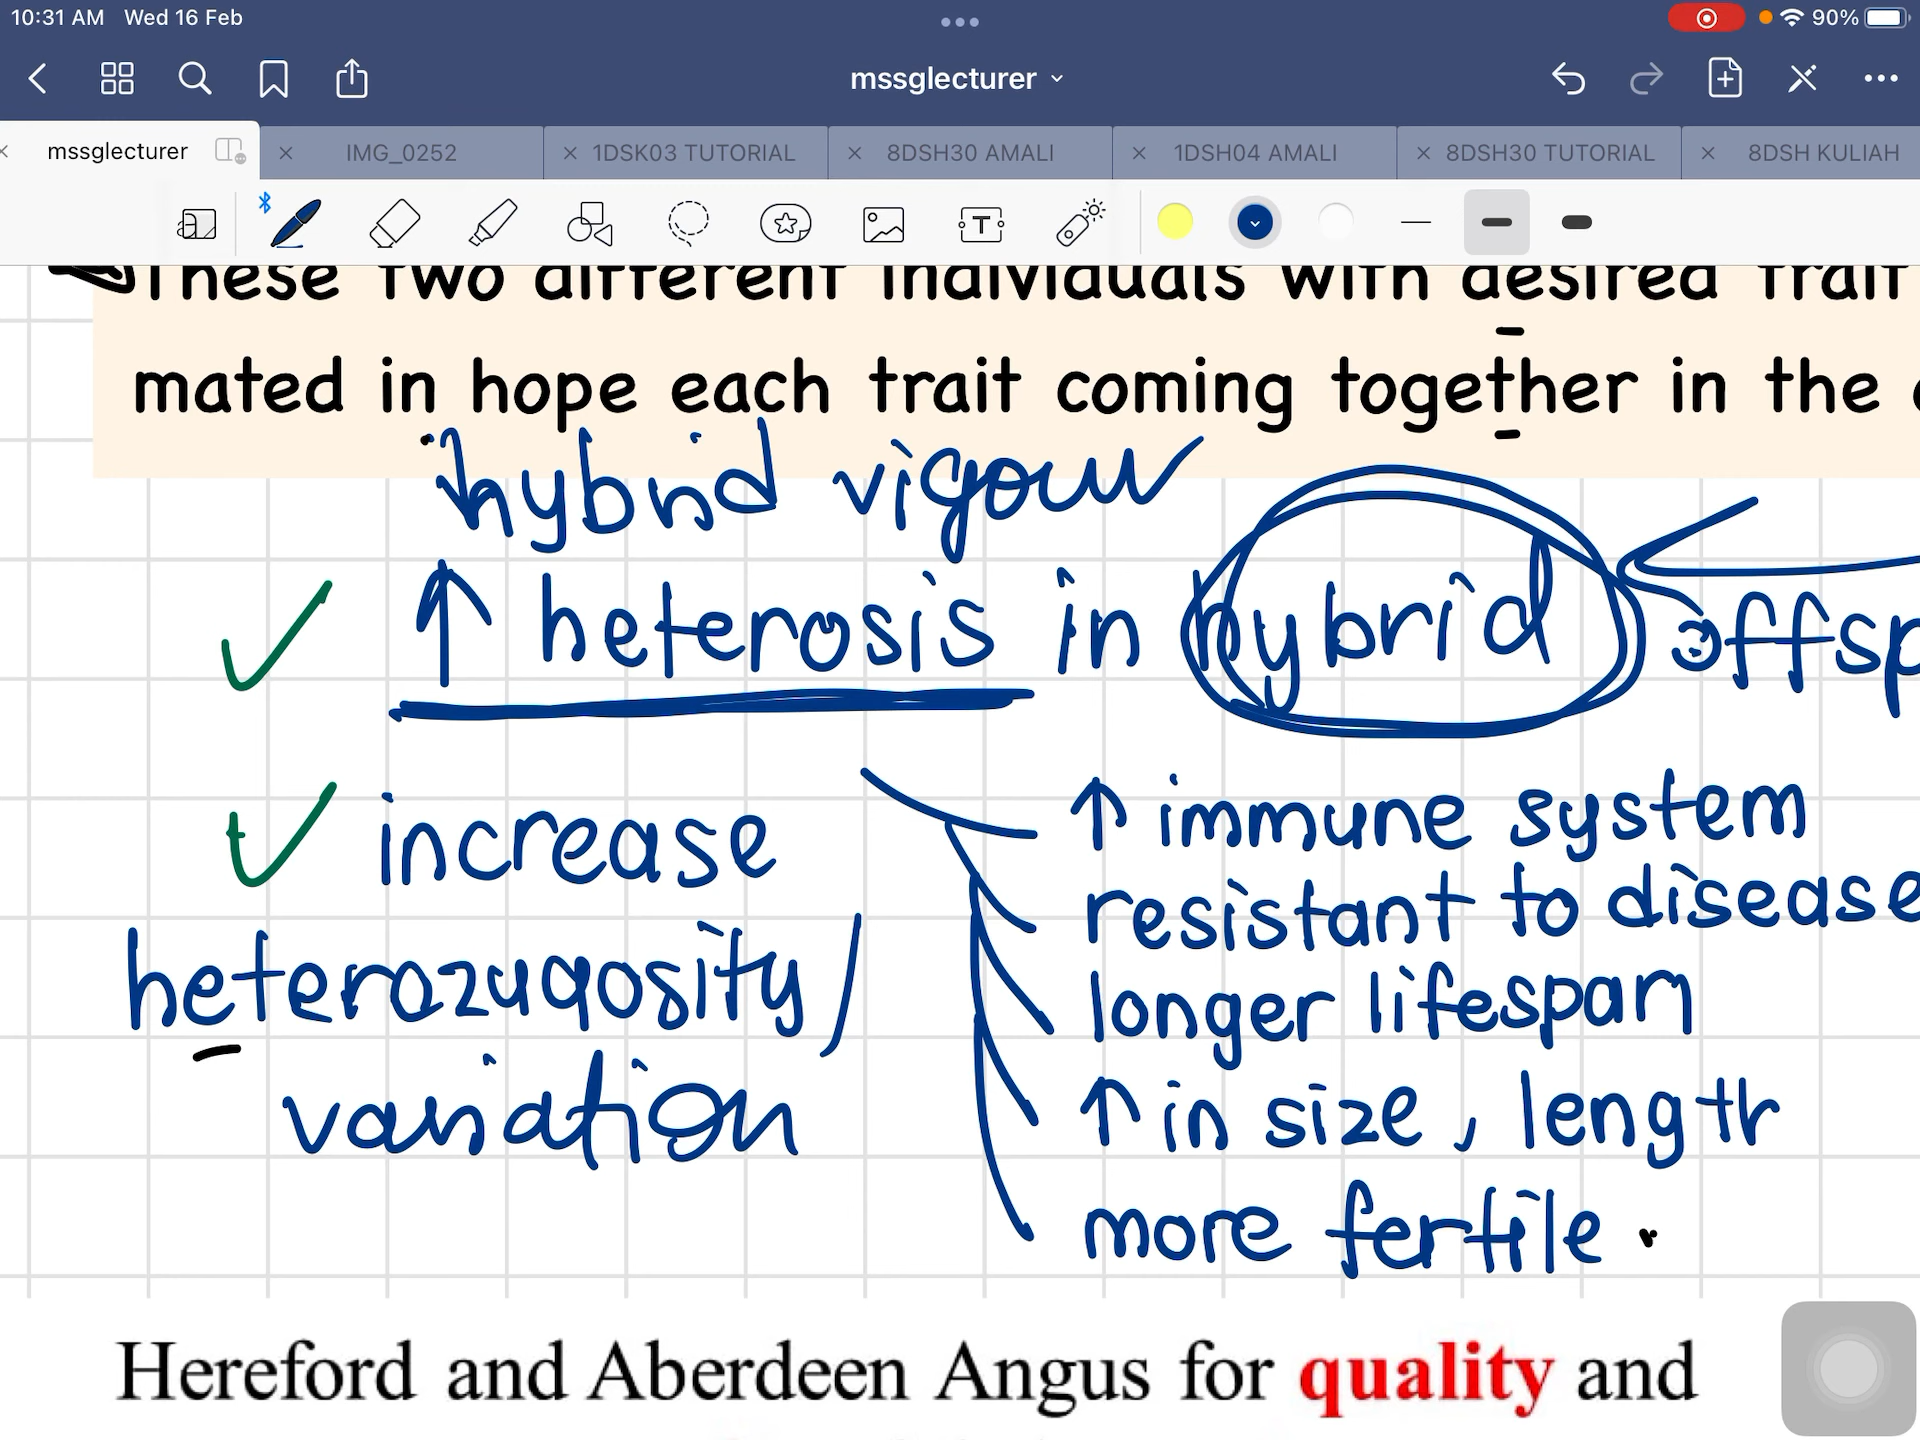 10:31 AM Wed 16 Feb
90%
mssglecturer
mssglecturer IMG_0252 1DSK03 TUTORIAL 8DSH30 AMALI 1DSH04 AMALI 8DSH30 TUTORIAL 8DSH KULIAH
These two different individuals with desired trait
mated in hope each trait coming together in the
hybrid vigour
↑ heterosis in hybrid offsp
increase
heterozygosity/
variation
↑ immune system
resistant to disease
longer lifespan
↑ in size, length
more fertile.
Hereford and Aberdeen Angus for quality and